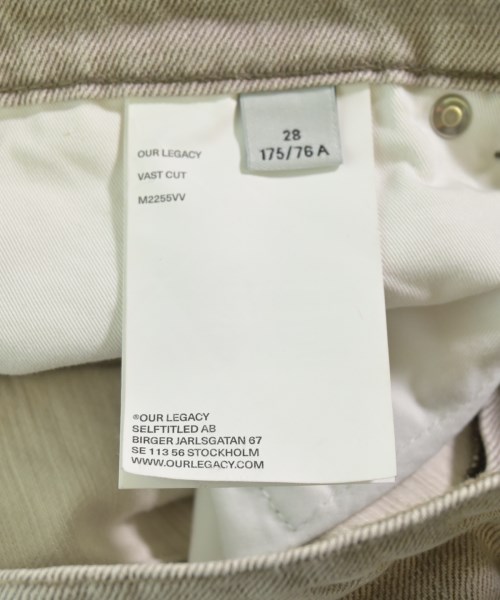 28
175/76 A
OUR LEGACY
VAST CUT
M2255VV
®OUR LEGACY
SELFTITLED AB
BIRGER JARLSGATAN 67
SE 113 56 STOCKHOLM
WWW.OURLEGACY.COM